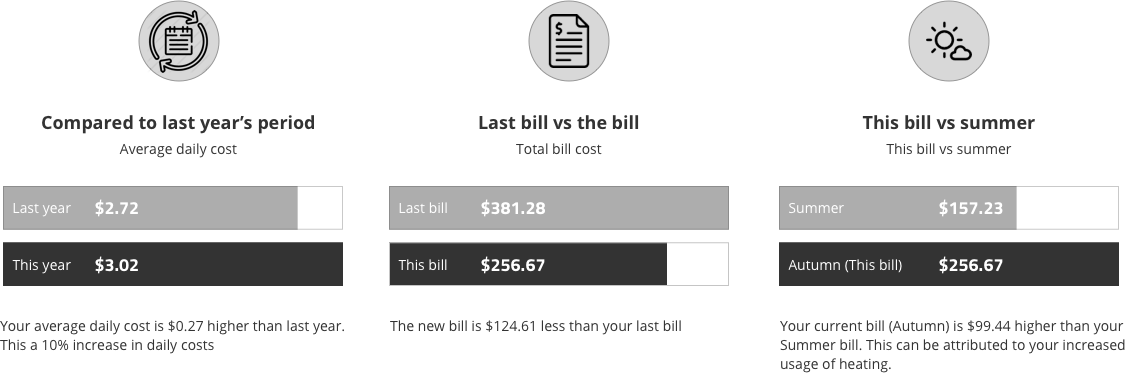 $
Compared to last year's period
Average daily cost
Last year $2.72
This year $3.02
Your average daily cost is $0.27 higher than last year.
This a 10% increase in daily costs
Last bill vs the bill
Total bill cost
Last bill $381.28
This bill $256.67
The new bill is $124.61 less than your last bill
This bill vs summer
This bill vs summer
Summer $157.23
Autumn (This bill) $256.67
Your current bill (Autumn) is $99.44 higher than your
Summer bill. This can be attributed to your increased
usage of heating.